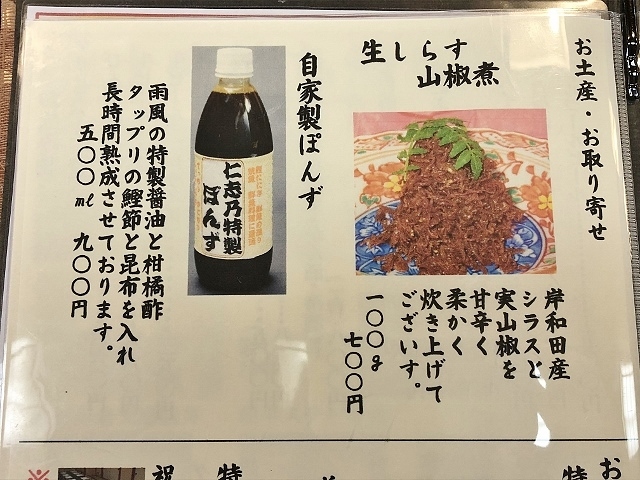 お土産・お取り寄せ
生しらす
山椒煮
岸和田産
シラスと
実山椒を
甘辛く
柔かく
炊き上げて
ございす。
一〇〇g
七〇〇円
自家製ぽんず
仁志乃特製
ぽんず
雨風の特製醤油と柑橘酢
タップリの鰹節と昆布を入れ
長時間熟成させております。
五〇〇ml 九〇〇円
お
特
特
祝
※